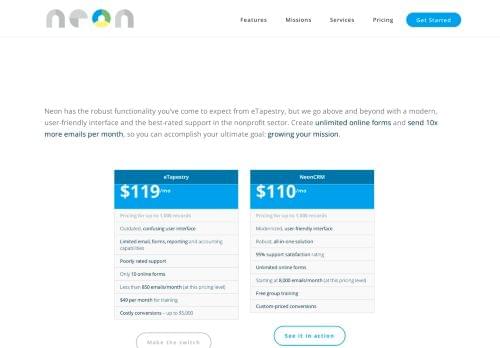 neon
Features Missions Services Pricing Get Started
Neon has the robust functionality you've come to expect from eTapestry, but we go above and beyond with a modern,
user-friendly interface and the best-rated support in the nonprofit sector. Create unlimited online forms and send 10x
more emails per month, so you can accomplish your ultimate goal: growing your mission.
eTapestry
$119/mo
Pricing for up to 1,000 records
Outdated, confusing user interface
Limited email, forms, reporting and accounting
capabilities
Poorly rated support
Only 10 online forms
Less than 850 emails/month (at this pricing level)
$49 per month for training
Costly conversions – up to $5,000
Make the switch
NeonCRM
$110/mo
Pricing for up to 1,000 records
Modernized, user-friendly interface
Robust, all-in-one solution
95% support satisfaction rating
Unlimited online forms
Starting at 8,000 emails/month (at this pricing level)
Free group training
Custom-priced conversions
See it in action